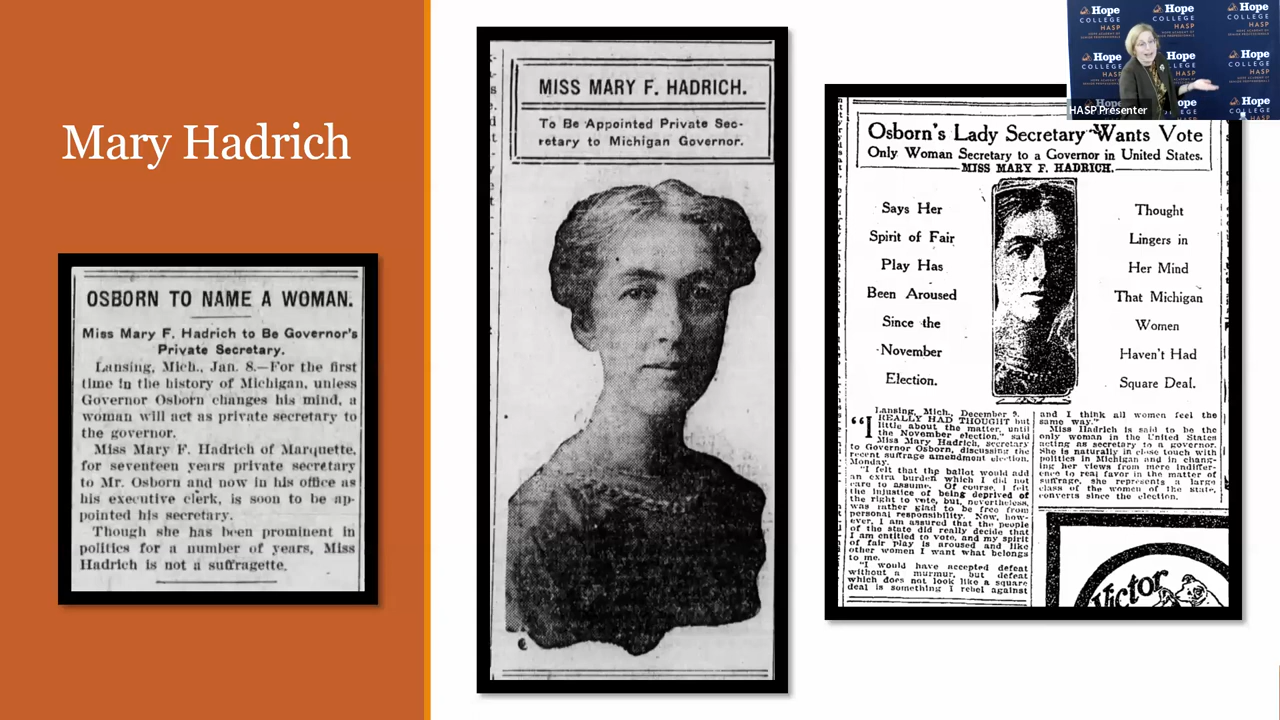 Mary Hadrich
OSBORN TO NAME A WOMAN.
Miss Mary F. Hadrich to Be Governor's
Private Secretary.
Lansing, Mich., Jan. 8.—For the first
time in the history of Michigan, unless
Governor Osborn changes his mind, a
woman will act as private secretary to
the governor.
Miss Mary F. Hadrich of Marquette,
for seventeen years private secretary
to Mr. Osborn and now in his office as
his executive clerk, is soon to be ap-
pointed his secretary.
Though she has been prominent in
politics for a number of years, Miss
Hadrich is not a suffragette.
MISS MARY F. HADRICH.
To Be Appointed Private Sec-
retary to Michigan Governor.
Osborn's Lady Secretary Wants Vote
Only Woman Secretary to a Governor in United States.
MISS MARY F. HADRICH.
Says Her
Spirit of Fair
Play Has
Been Aroused
Since the
November
Election.
Thought
Lingers in
Her Mind
That Michigan
Women
Haven't Had
Square Deal.
Lansing, Mich., December 9.
"I REALLY HAD THOUGHT but
little about the matter, until
the November election," said
Miss Mary Hadrich, secretary
to Governor Osborn, discussing the
recent suffrage amendment election,
Monday.
"I felt that the ballot would add
an extra burden which I did not
care to assume. Of course, I felt
the injustice of being deprived of
the right to vote, but, nevertheless,
was rather glad to be free from
personal responsibility. Now, how-
ever, I am assured that the people
of the state did really decide that
I am entitled to vote, and my spirit
of fair play is aroused and like
other women I want what belongs
to me.
"I would have accepted defeat
without a murmur, but defeat
which does not look like a square
deal is something I rebel against
and I think all women feel the
same way."
Miss Hadrich is said to be the
only woman in the United States
acting as secretary to a governor.
She is naturally in close touch with
politics in Michigan and in chang-
ing her views from mere indiffer-
ence to real favor in the matter of
suffrage, she represents a large
class of the women of the state,
converts since the election.
Victor
Hope
COLLEGE
HASP
HOPE ACADEMY OF
SENIOR PROFESSIONALS
HASP Presenter